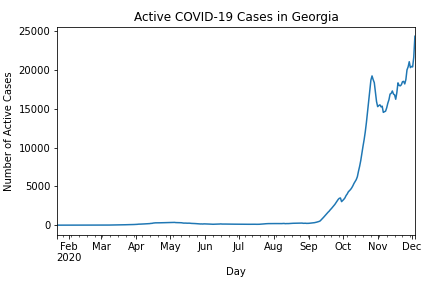 Active COVID-19 Cases in Georgia
Number of Active Cases
25000
20000
15000
10000
5000
0
Feb Mar Apr May Jun Jul Aug Sep Oct Nov Dec
2020
Day